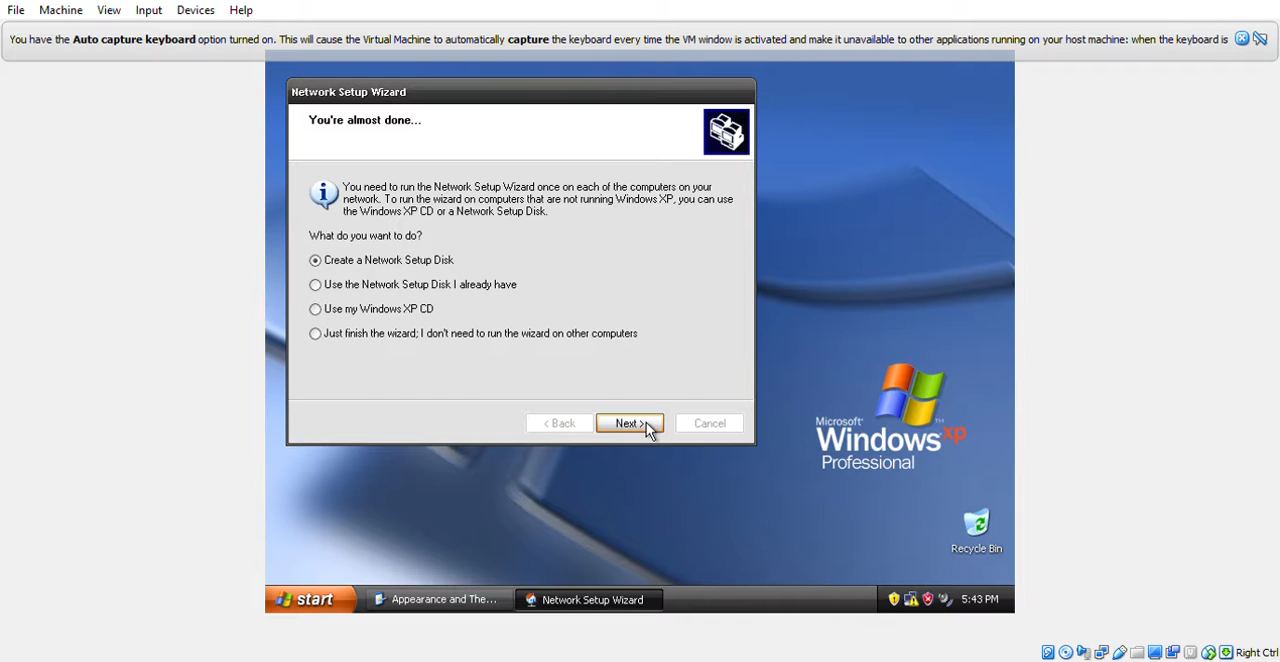 File Machine View Input Devices Help
You have the Auto capture keyboard option turned on. This will cause the Virtual Machine to automatically capture the keyboard every time the VM window is activated and make it unavailable to other applications running on your host machine: when the keyboard is
Network Setup Wizard
You're almost done...
You need to run the Network Setup Wizard once on each of the computers on your
network. To run the wizard on computers that are not running Windows XP, you can use
the Windows XP CD or a Network Setup Disk.
What do you want to do?
Create a Network Setup Disk
Use the Network Setup Disk I already have
Use my Windows XP CD
Just finish the wizard; I don't need to run the wizard on other computers
< Back Next > Cancel
Microsoft
Windows xp
Professional
Recycle Bin
start Appearance and The... Network Setup Wizard 5:43 PM
Right Ctrl